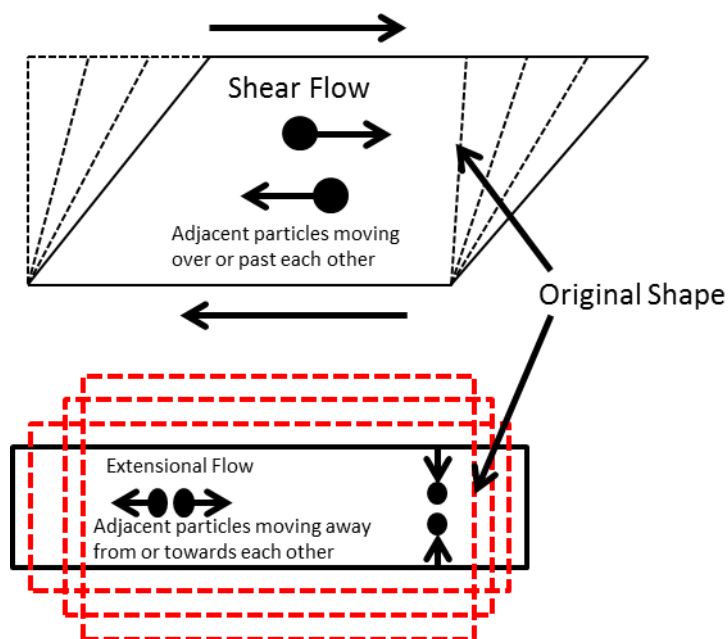 Shear Flow
Adjacent particles moving
over or past each other
Original Shape
Extensional Flow
Adjacent particles moving away
from or towards each other